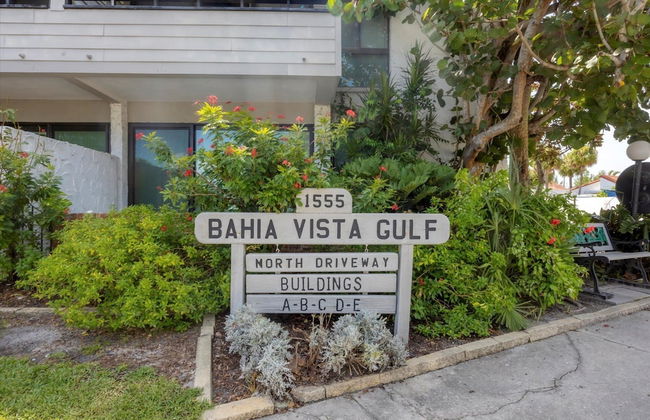 1555
BAHIA VISTA GULF
NORTH DRIVEWAY
BUILDINGS
A-B-C-D-E